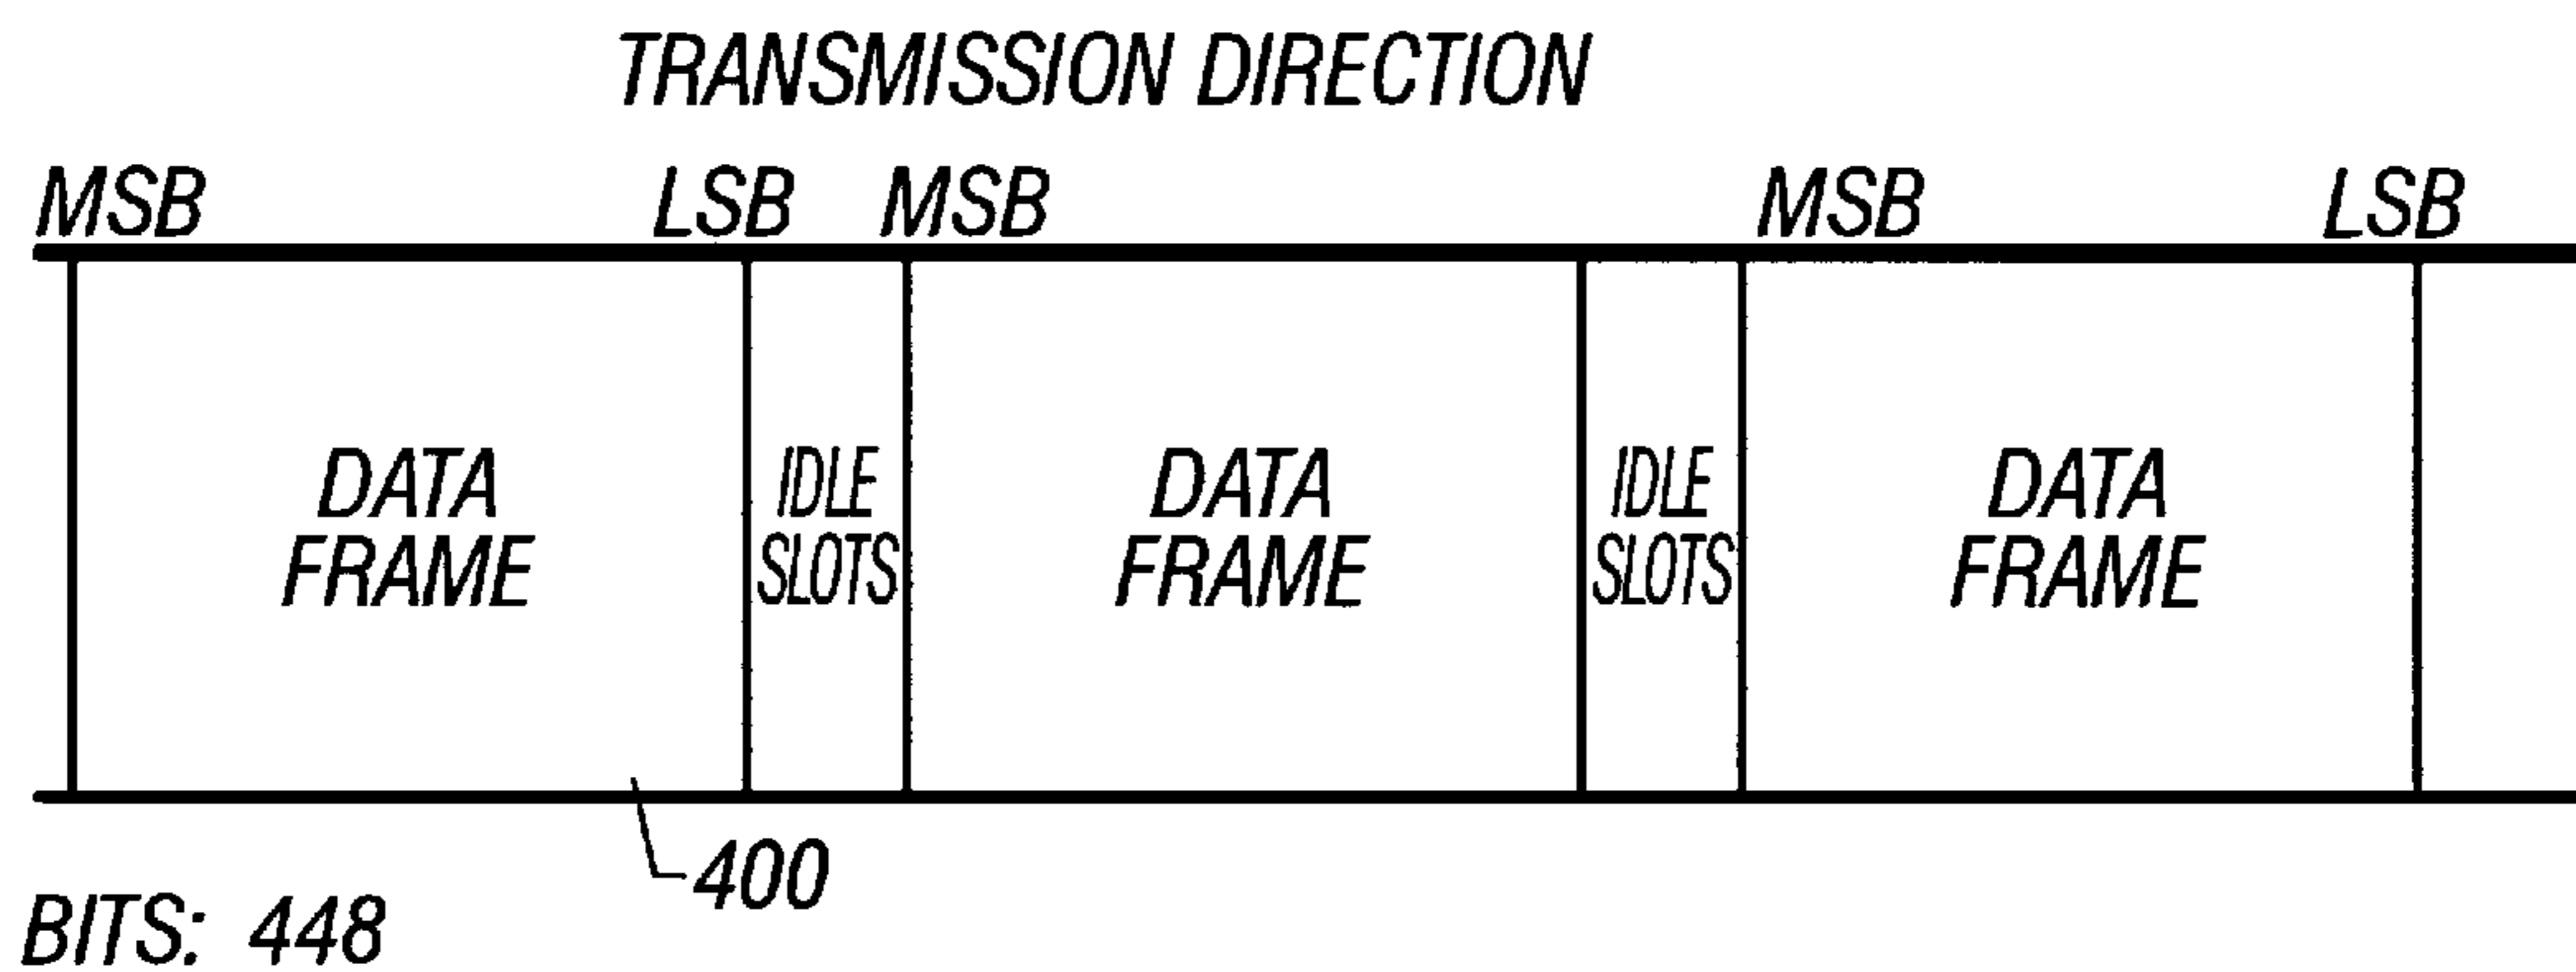 TRANSMISSION DIRECTION
MSB LSB MSB MSB LSB
DATA FRAME
IDLE SLOTS
DATA FRAME
IDLE SLOTS
DATA FRAME
400
BITS: 448